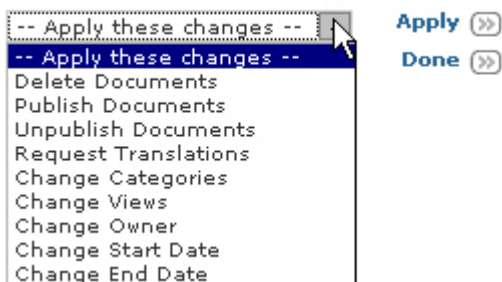 -- Apply these changes --
Apply
-- Apply these changes --
Done
Delete Documents
Publish Documents
Unpublish Documents
Request Translations
Change Categories
Change Views
Change Owner
Change Start Date
Change End Date